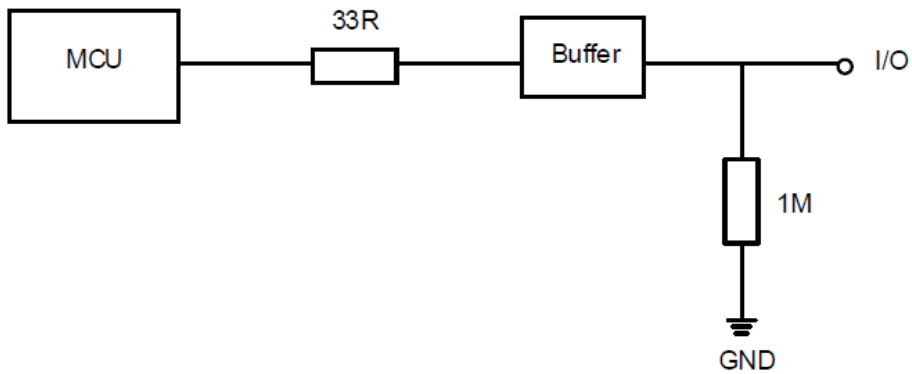 33R
MCU
Buffer
I/O
1M
GND